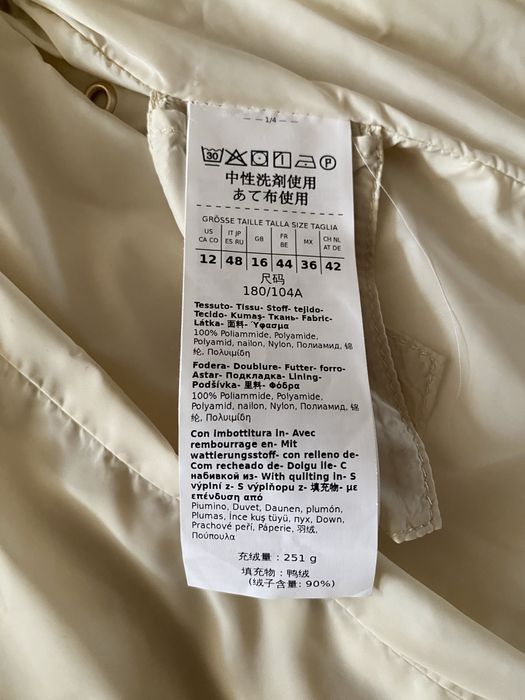 1/4
30 P
中性洗剤使用
あて布使用
GRÖSSE TAILLE TALLA SIZE TAGLIA
US CA CO IT JP ES RU GB FR BE MX CH NL AT DE
12 48 16 44 36 42
尺码
180/104A
Tessuto- Tissu- Stoff- tejido-
Tecido- Kumaş- Ткань- Fabric-
Látka- 面料- Ύφασμα
100% Poliammide, Polyamide,
Polyamid, nailon, Nylon, Полиамид, 锦
纶, Πολυιμίδη
Fodera- Doublure- Futter- forro-
Astar- Подкладка- Lining-
Podšívka- 里料- Φόδρα
100% Poliammide, Polyamide,
Polyamid, nailon, Nylon, Полиамид, 锦
纶, Πολυιμίδη
Con imbottitura in- Avec
rembourrage en- Mit
wattierungsstoff- con relleno de-
Com recheado de- Dolgu ile- С
набивкой из- With quilting in- S
výplní z- S výplňopu z- 填充物- με
επένδυση από
Piumino, Duvet, Daunen, plumón,
Plumas, İnce kuş tüyü, пух, Down,
Prachové peří, Páperie, 羽绒,
Πούπουλα
充绒量 : 251 g
填充物 : 鸭绒
(绒子含量: 90%)